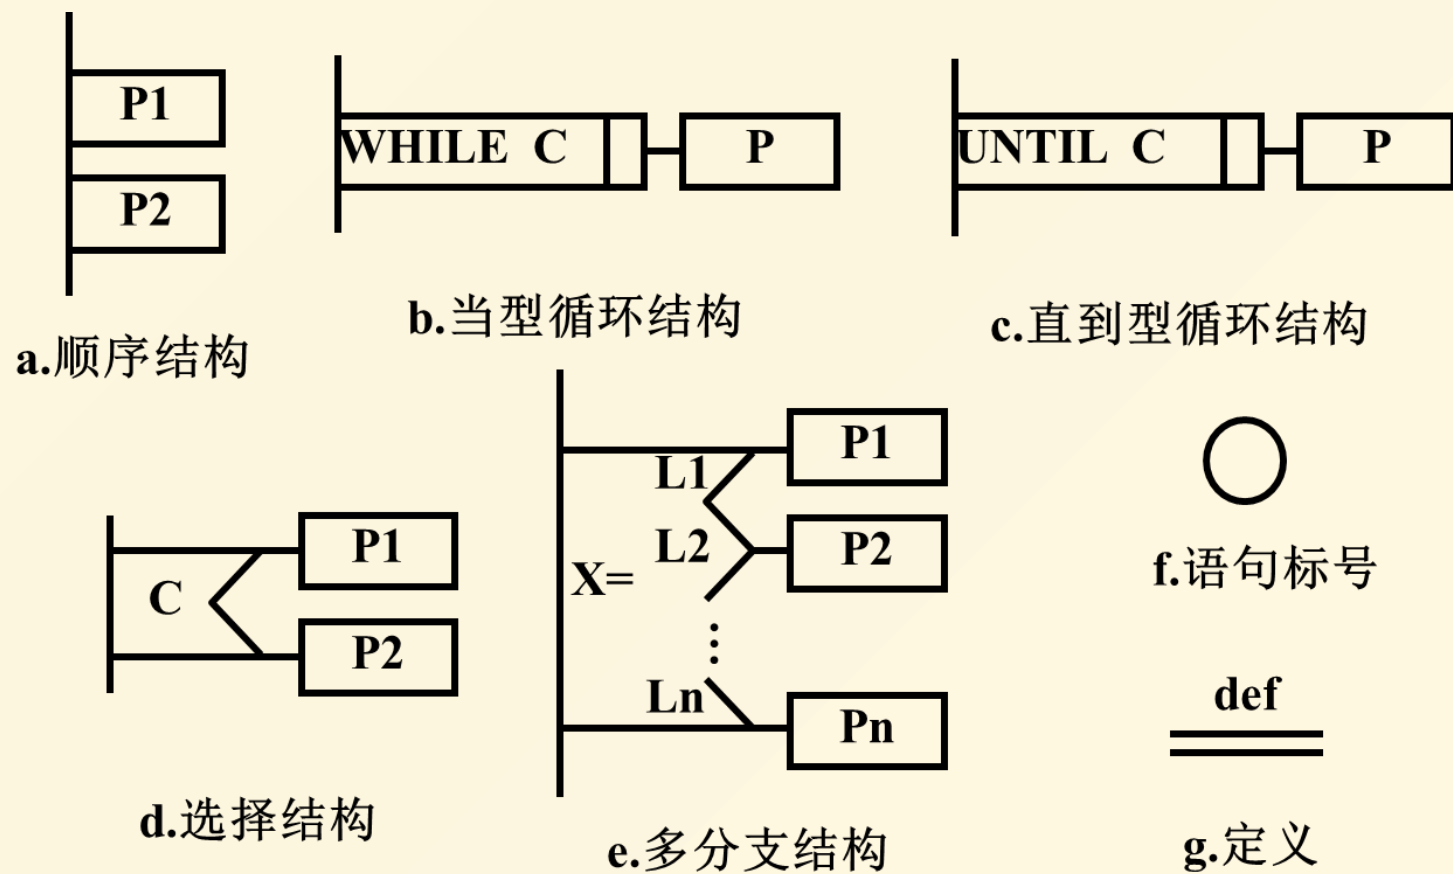 P1
P2
a.顺序结构
WHILE C
P
b.当型循环结构
UNTIL C
P
c.直到型循环结构
C
P1
P2
d.选择结构
X=
L1
P1
L2
P2
⋮
Ln
Pn
e.多分支结构
f.语句标号
def
g.定义